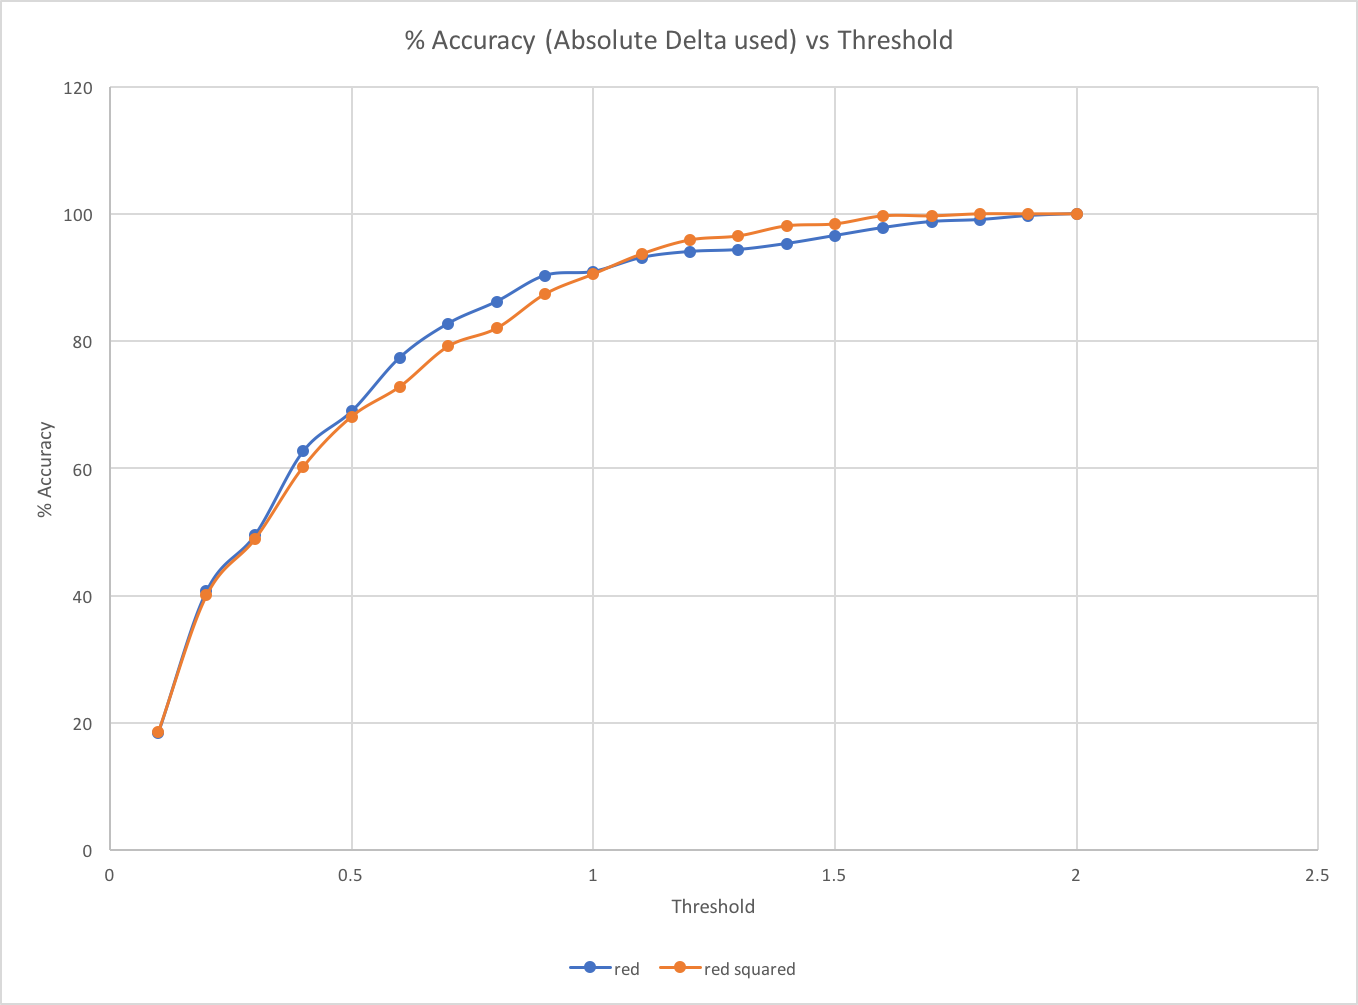 % Accuracy (Absolute Delta used) vs Threshold
120
100
80
60
40
20
0
% Accuracy
0 0.5 1 1.5 2 2.5
Threshold
red red squared